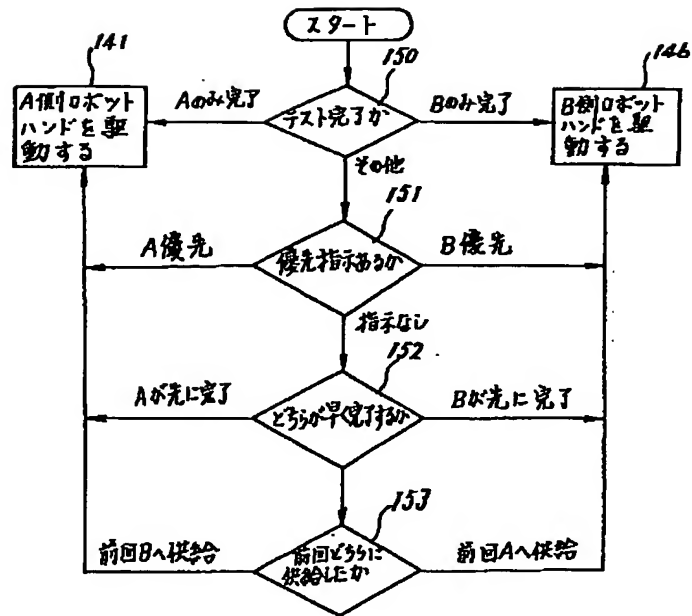 スタート
141
150
146
A側ロボット
ハンドを駆
動する
Aのみ完了
テスト完了か
Bのみ完了
B側ロボット
ハンドを駆
動する
その他
151
A優先
優先指示あるか
B優先
指示なし
152
Aが先に完了
どちらが早く完了するか
Bが先に完了
153
前回Bへ供給
前回どちらに
供給したか
前回Aへ供給